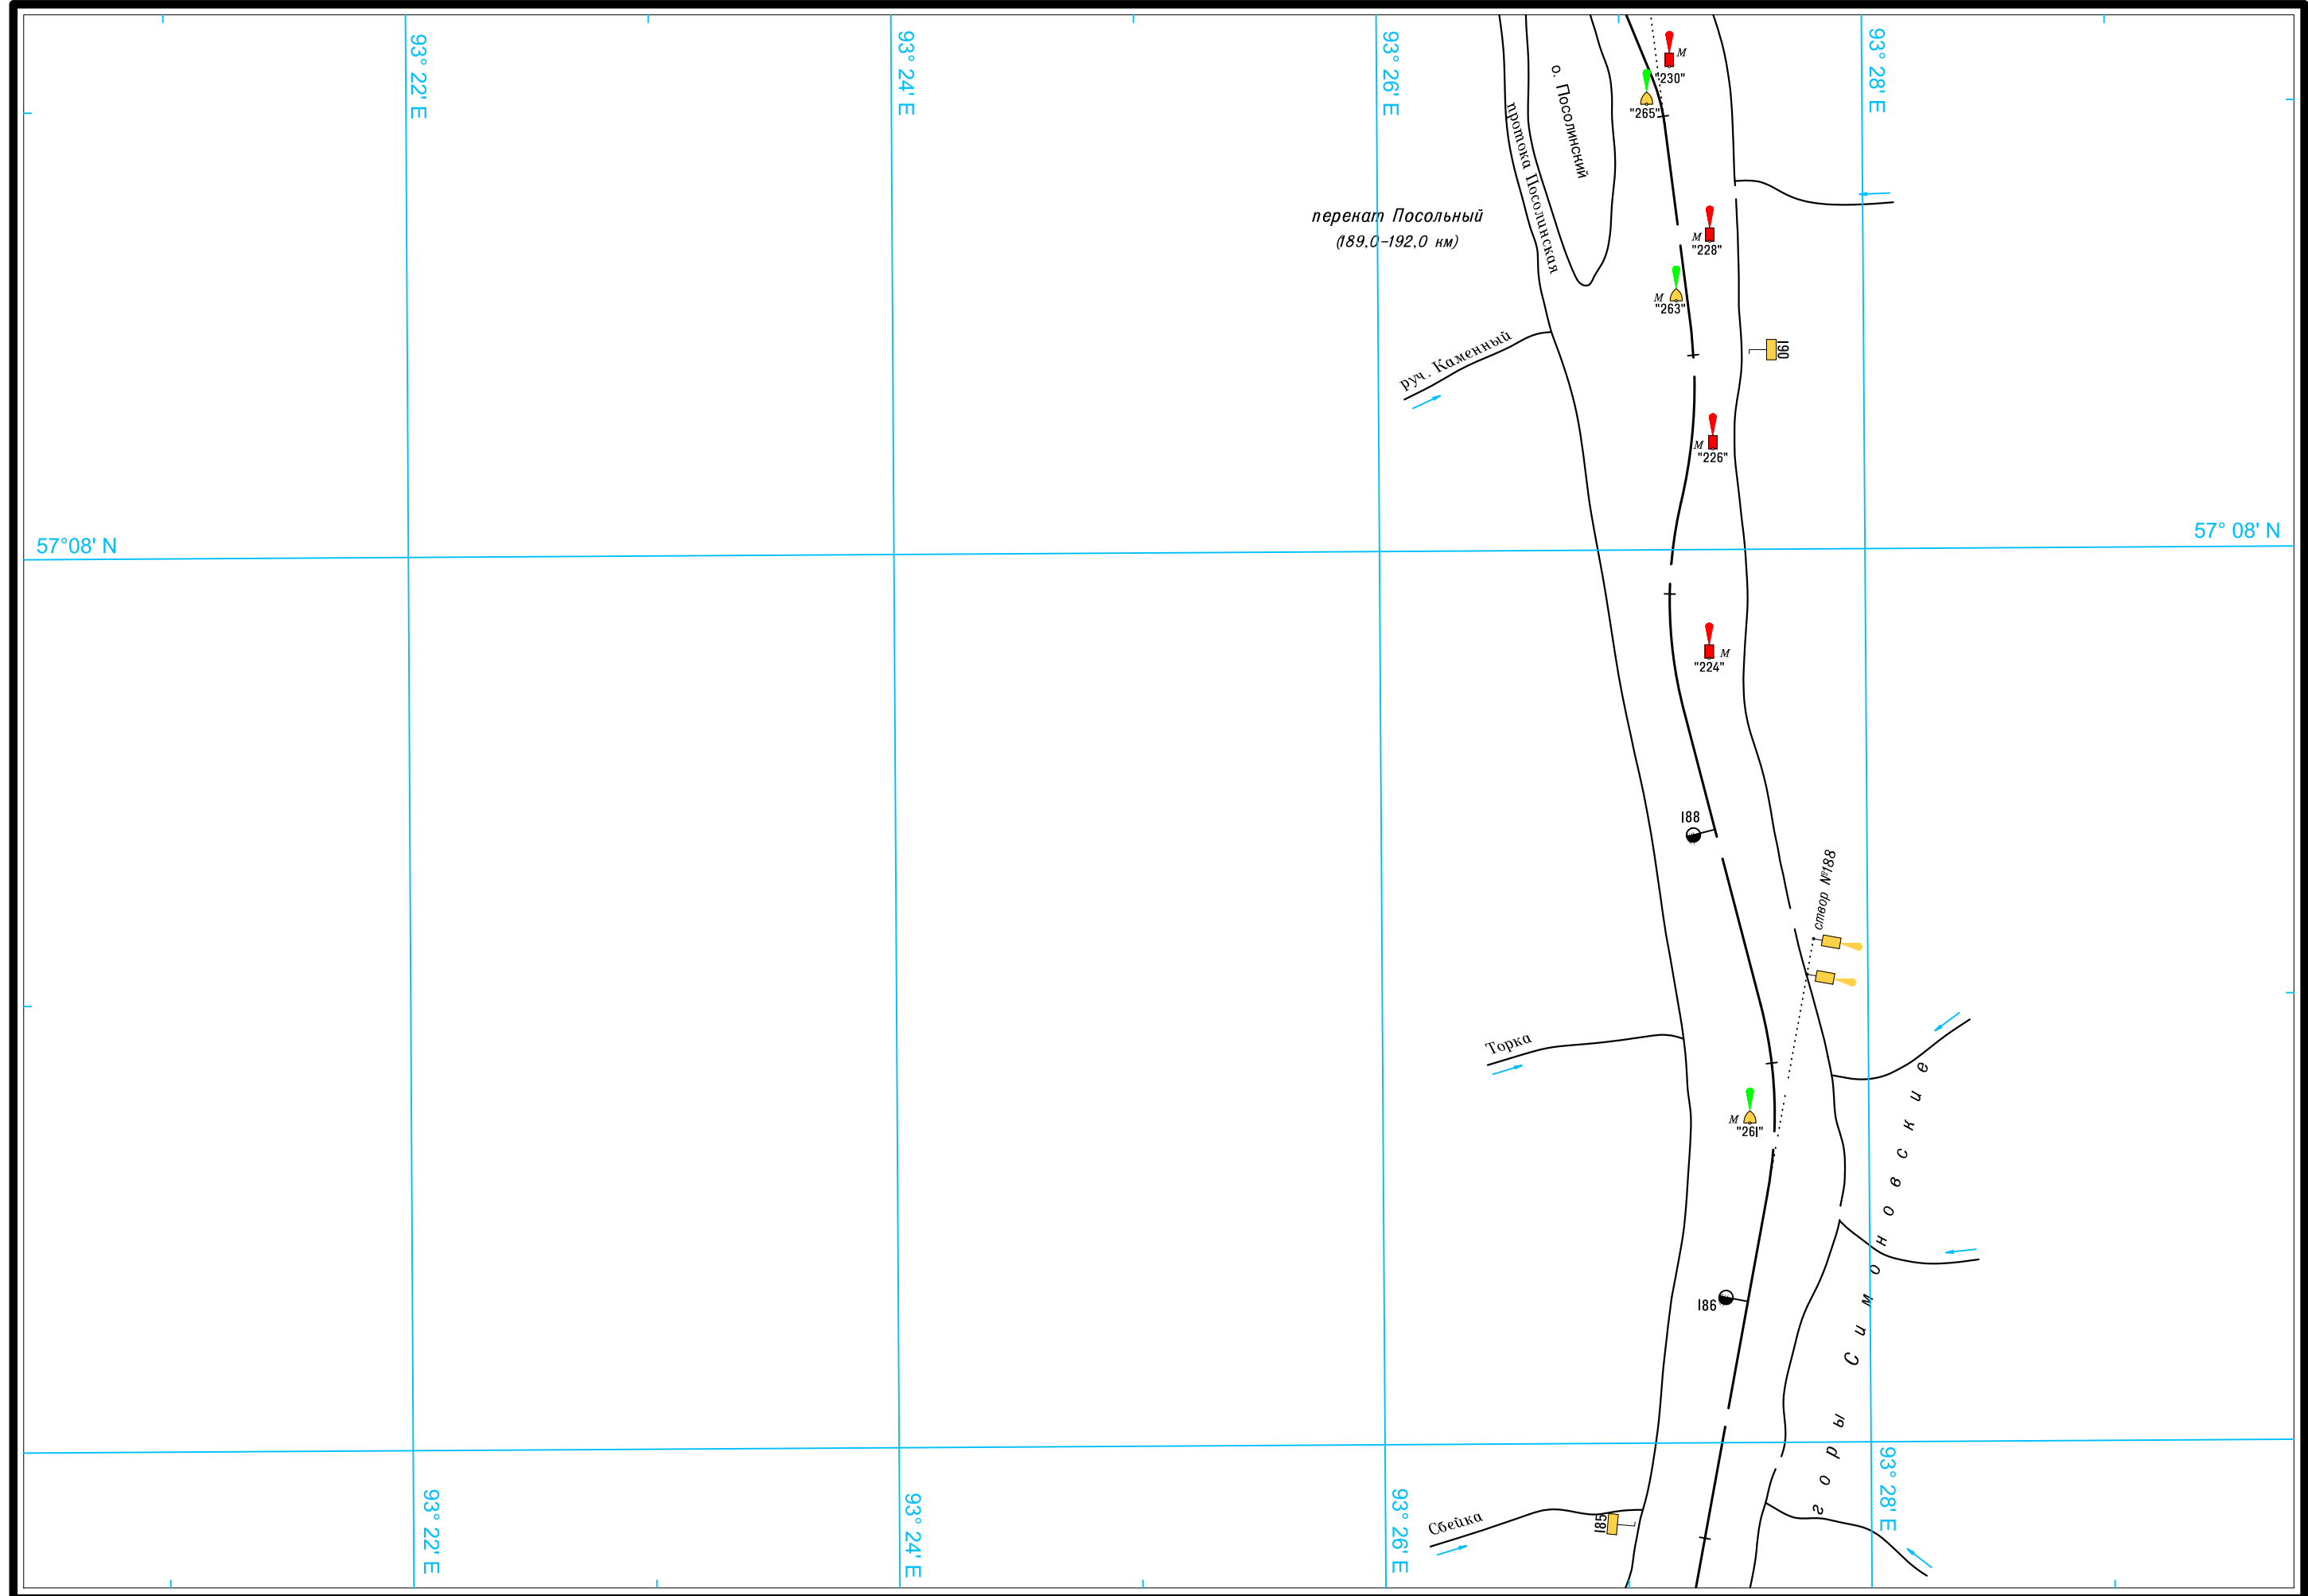 93° 22' E
93° 24' E
93° 26' E
93° 28' E
о. Посолинский
протока Посолинская
М
"230"
"265"
перекат Посольный
(189,0-192,0 км)
М
"228"
М
"263"
190
руч. Каменный
М
"226"
57°08' N
57° 08' N
М
"224"
188
створ №188
Торка
М
"261"
186
горы Симоновские
Сбейка
185
93° 22' E
93° 24' E
93° 26' E
93° 28' E